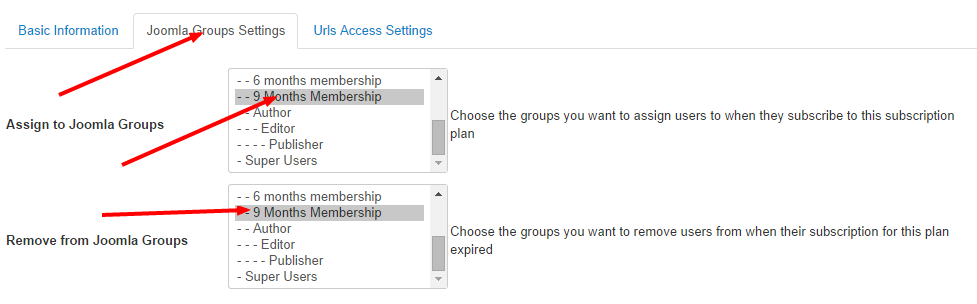 Basic Information Joomla Groups Settings Urls Access Settings
- - 6 months membership
- - 9 Months Membership
- - Author
- - - Editor
- - - - Publisher
- Super Users
Assign to Joomla Groups
Choose the groups you want to assign users to when they subscribe to this subscription
plan
- - 6 months membership
- - 9 Months Membership
- - Author
- - - Editor
- - - - Publisher
- Super Users
Remove from Joomla Groups
Choose the groups you want to remove users from when their subscription for this plan
expired